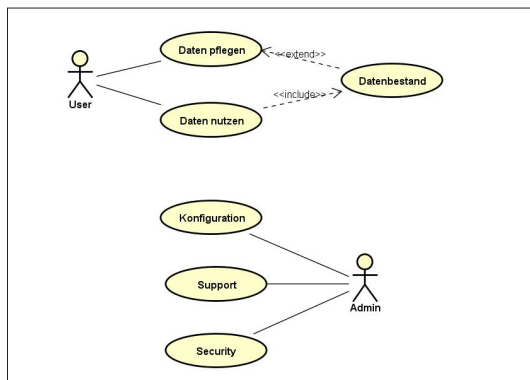 Daten pflegen
<<extend>>
Datenbestand
User
<<include>>
Daten nutzen
Konfiguration
Support
Admin
Security